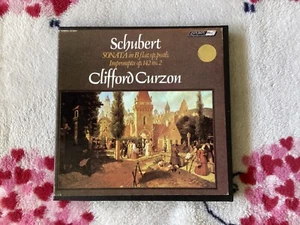 Schubert
SONATA in B flat, op. posth.
Impromptu op. 142 no. 2
Clifford Curzon